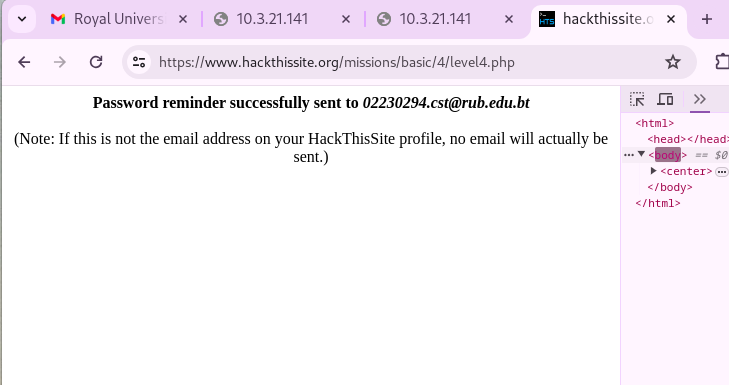 Royal Univers
10.3.21.141
10.3.21.141
hackthissite.o
https://www.hackthissite.org/missions/basic/4/level4.php
Password reminder successfully sent to 02230294.cst@rub.edu.bt
(Note: If this is not the email address on your HackThisSite profile, no email will actually be
sent.)
<html>
<head></head>
<body> == $0
<center>
</body>
</html>